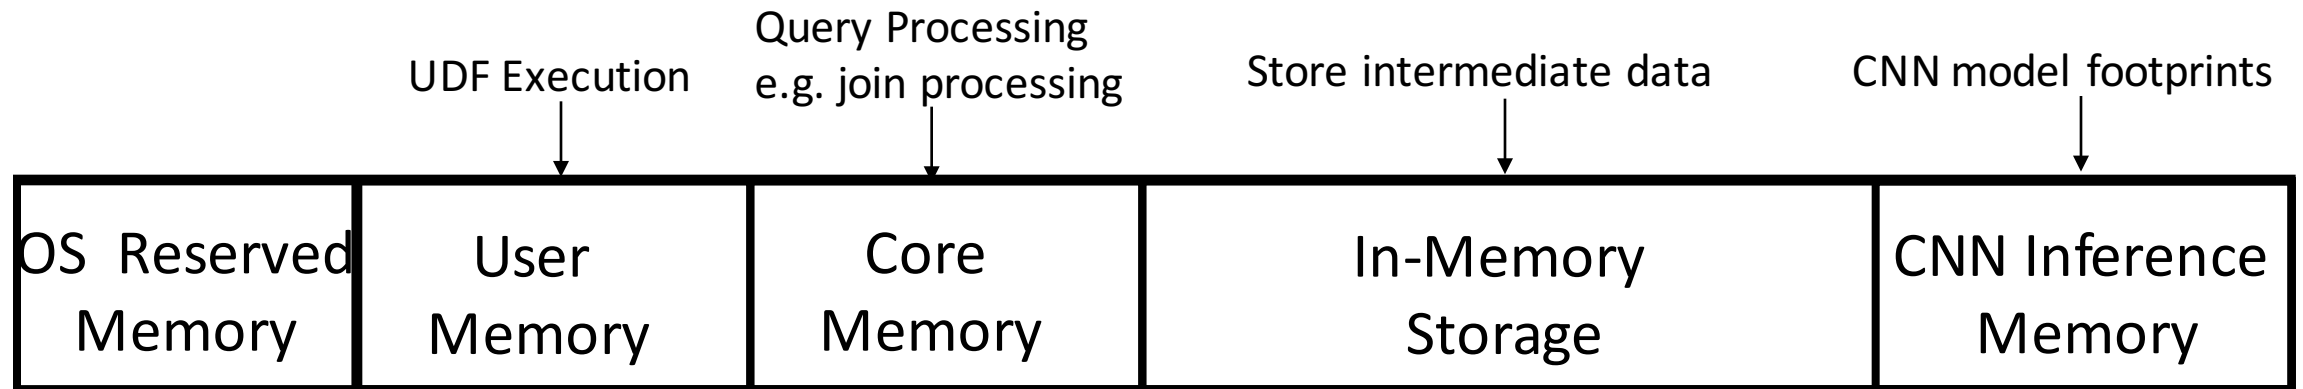 UDF Execution
Query Processing
e.g. join processing
Store intermediate data
CNN model footprints
OS Reserved
Memory
User
Memory
Core
Memory
In-Memory
Storage
CNN Inference
Memory